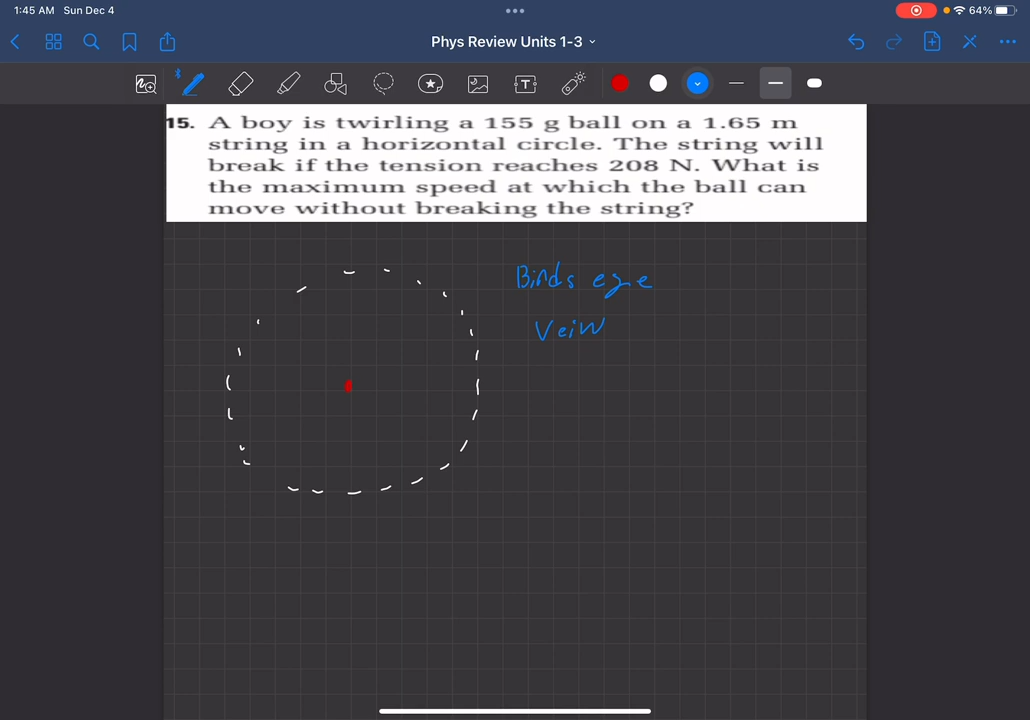 1:45 AM Sun Dec 4
64%
Phys Review Units 1-3
15. A boy is twirling a 155 g ball on a 1.65 m
string in a horizontal circle. The string will
break if the tension reaches 208 N. What is
the maximum speed at which the ball can
move without breaking the string?
Birds eye
Veiw